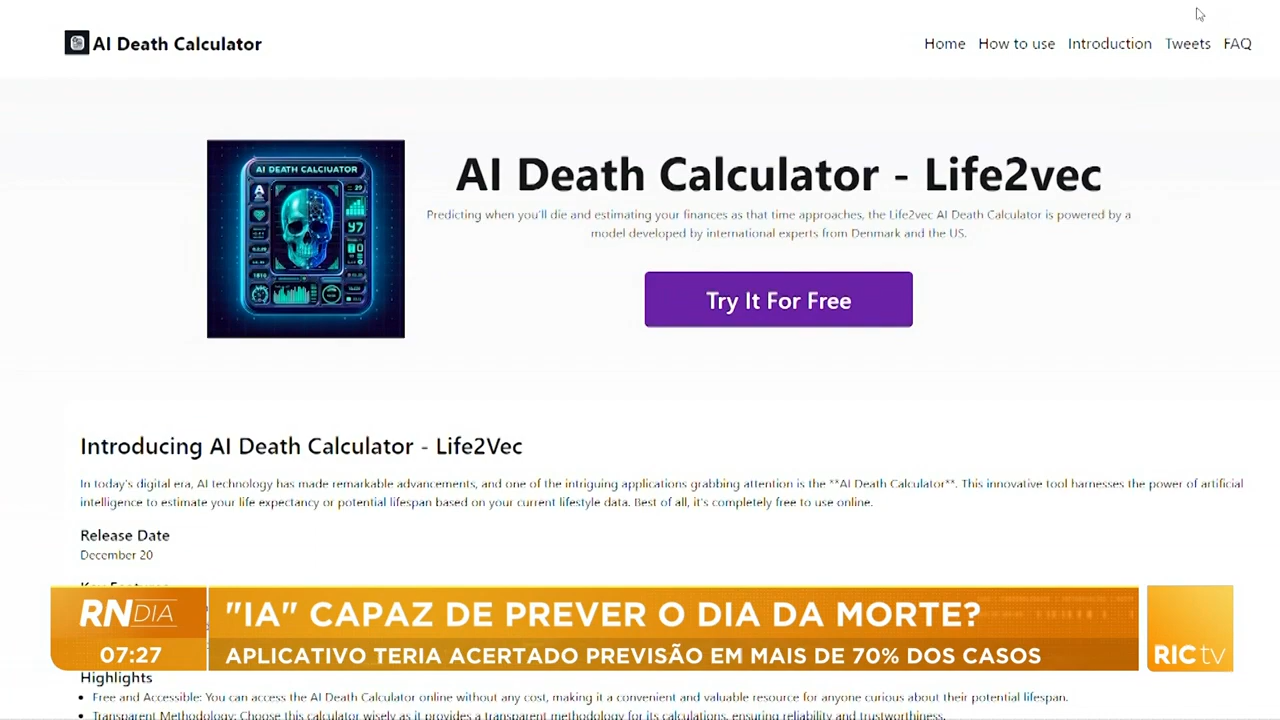 AI Death Calculator
Home How to use Introduction Tweets FAQ
AI DEATH CALCIUATOR
AI Death Calculator - Life2vec
Predicting when you'll die and estimating your finances as that time approaches, the Life2vec AI Death Calculator is powered by a
model developed by international experts from Denmark and the US.
Try It For Free
Introducing AI Death Calculator - Life2Vec
In today's digital era, AI technology has made remarkable advancements, and one of the intriguing applications grabbing attention is the **AI Death Calculator**. This innovative tool harnesses the power of artificial
intelligence to estimate your life expectancy or potential lifespan based on your current lifestyle data. Best of all, it's completely free to use online.
Release Date
December 20
RN DIA
07:27
"IA" CAPAZ DE PREVER O DIA DA MORTE?
APLICATIVO TERIA ACERTADO PREVISÃO EM MAIS DE 70% DOS CASOS
RIC tv
Highlights
• Free and Accessible: You can access the AI Death Calculator online without any cost, making it a convenient and valuable resource for anyone curious about their potential lifespan.
• Transparent Methodology: Choose this calculator wisely as it provides a transparent methodology for its calculations, ensuring reliability and trustworthiness.